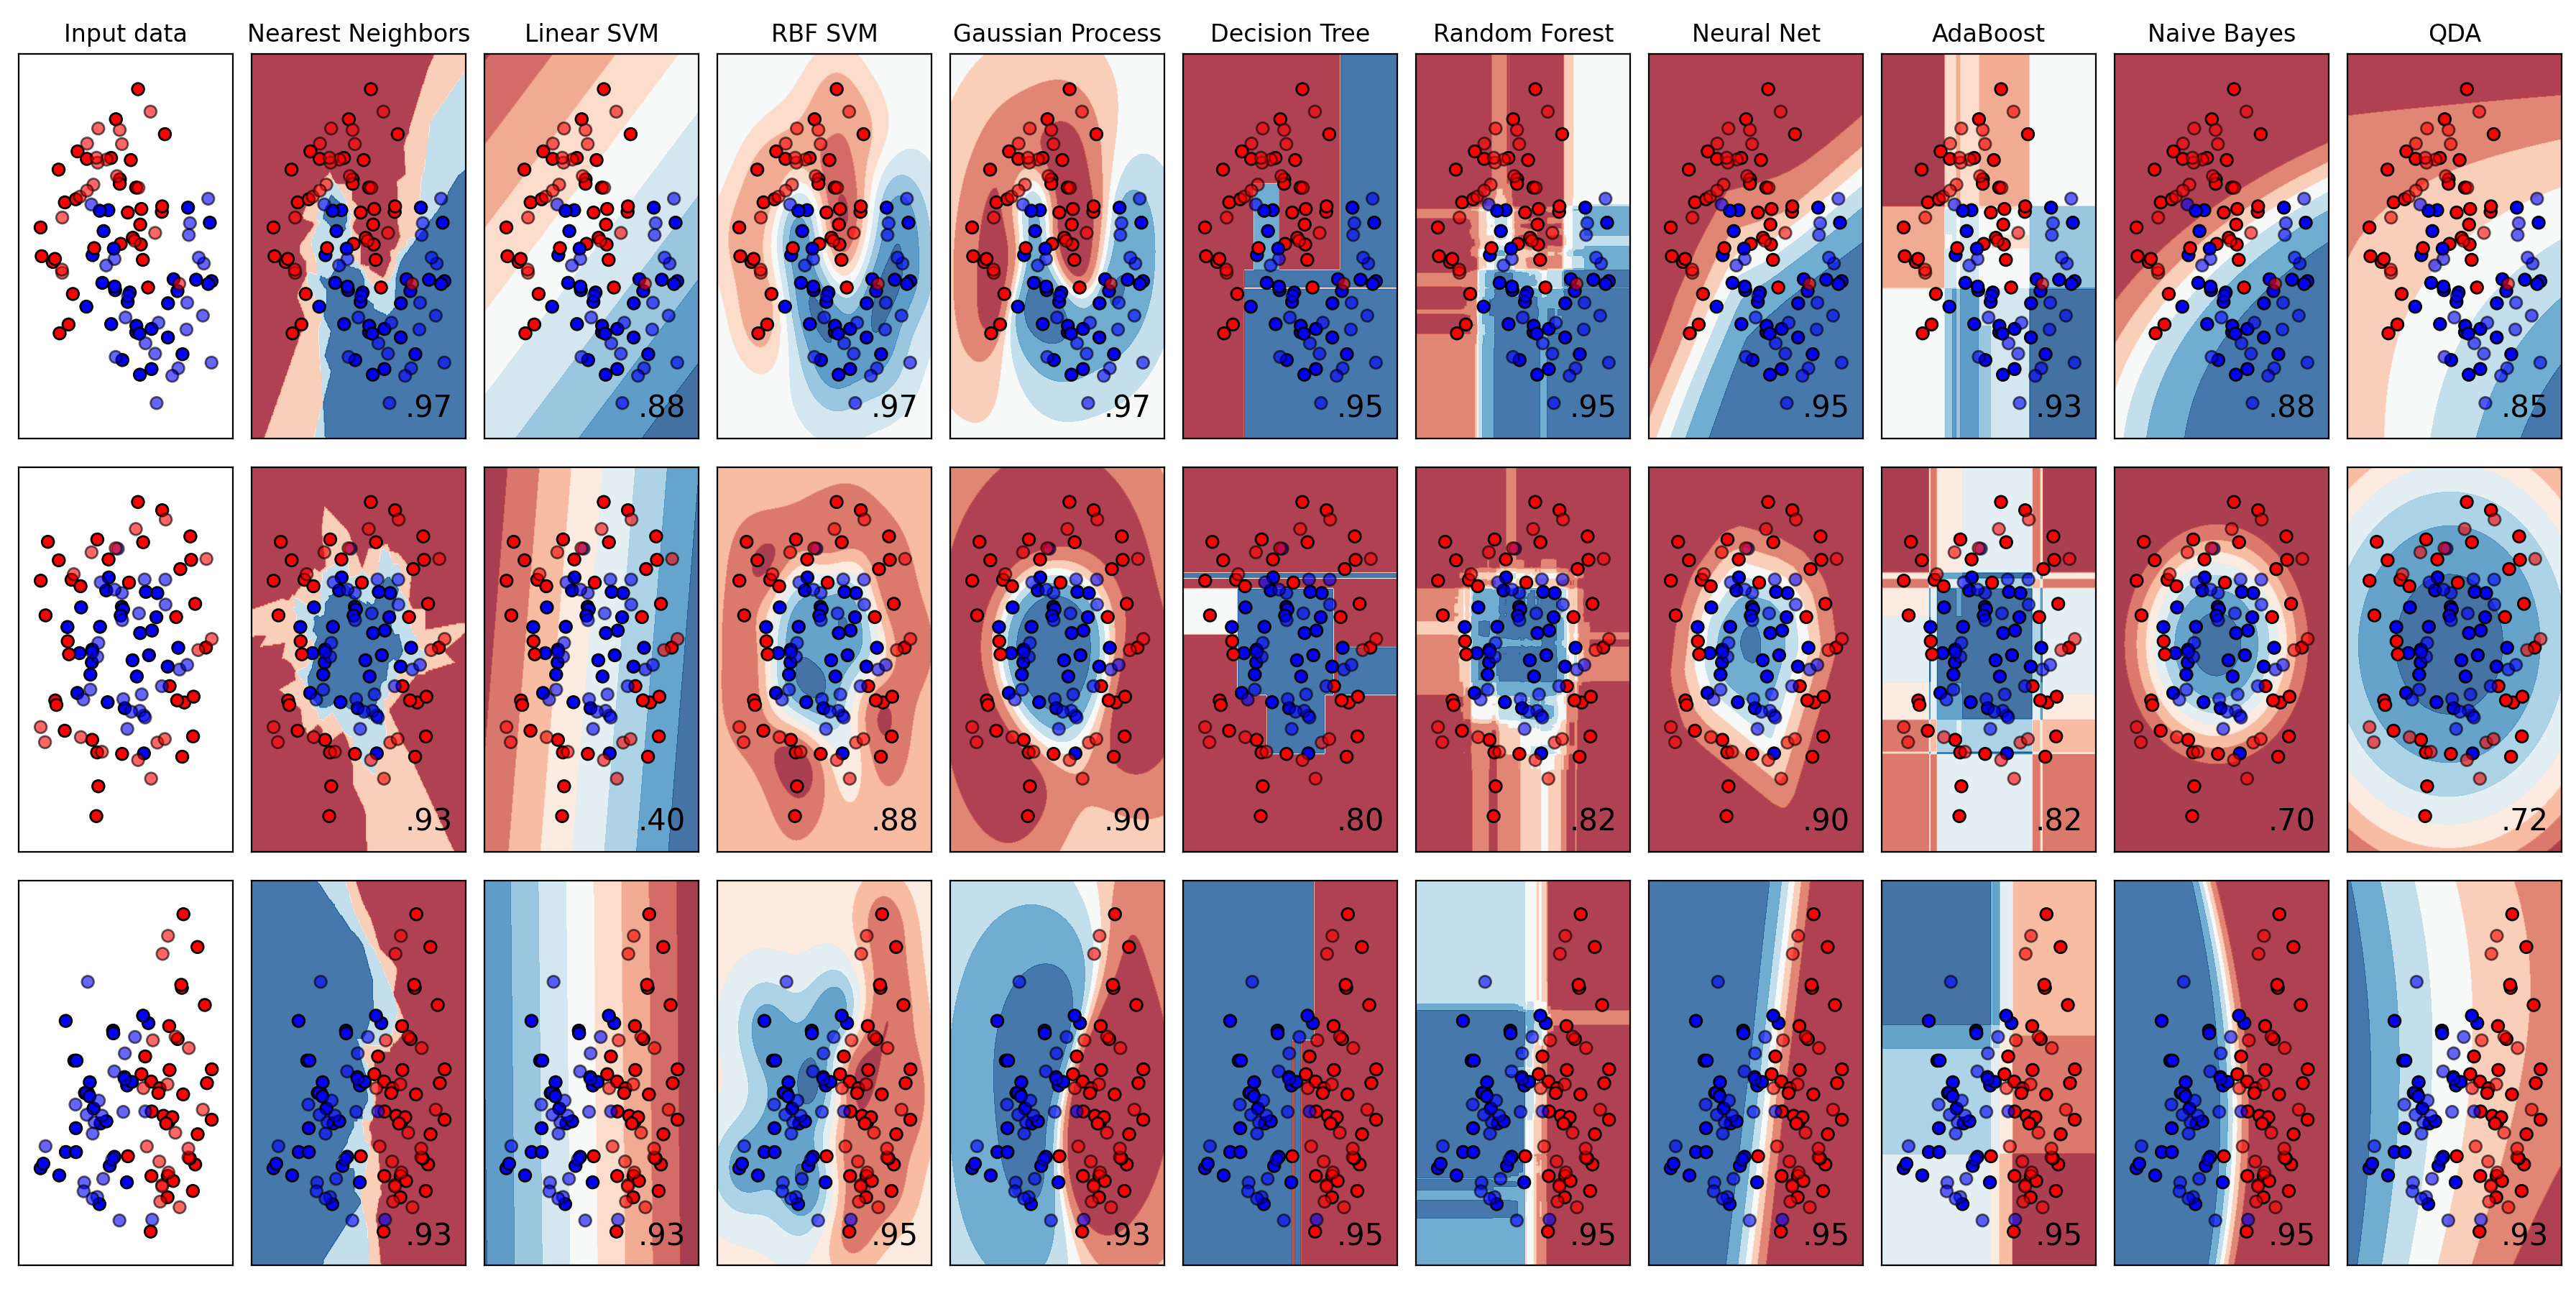 Input data Nearest Neighbors Linear SVM RBF SVM Gaussian Process Decision Tree Random Forest Neural Net AdaBoost Naive Bayes QDA
.97 .88 .97 .97 .95 .95 .95 .93 .88 .85
.93 .40 .88 .90 .80 .82 .90 .82 .70 .72
.93 .93 .95 .93 .95 .95 .95 .95 .95 .93